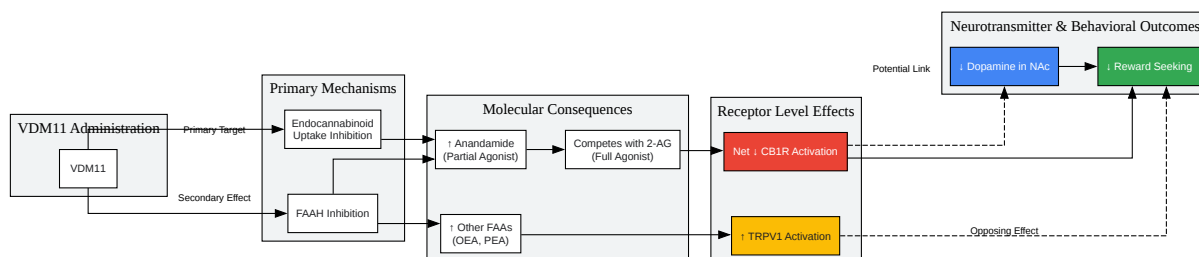 Neurotransmitter & Behavioral Outcomes
↓ Dopamine in NAc
↓ Reward Seeking
Potential Link
Primary Mechanisms
Molecular Consequences
Receptor Level Effects
VDM11 Administration
Primary Target
Endocannabinoid
Uptake Inhibition
↑ Anandamide
(Partial Agonist)
Competes with 2-AG
(Full Agonist)
Net ↓ CB1R Activation
VDM11
Secondary Effect
FAAH Inhibition
↑ Other FAAs
(OEA, PEA)
↑ TRPV1 Activation
Opposing Effect